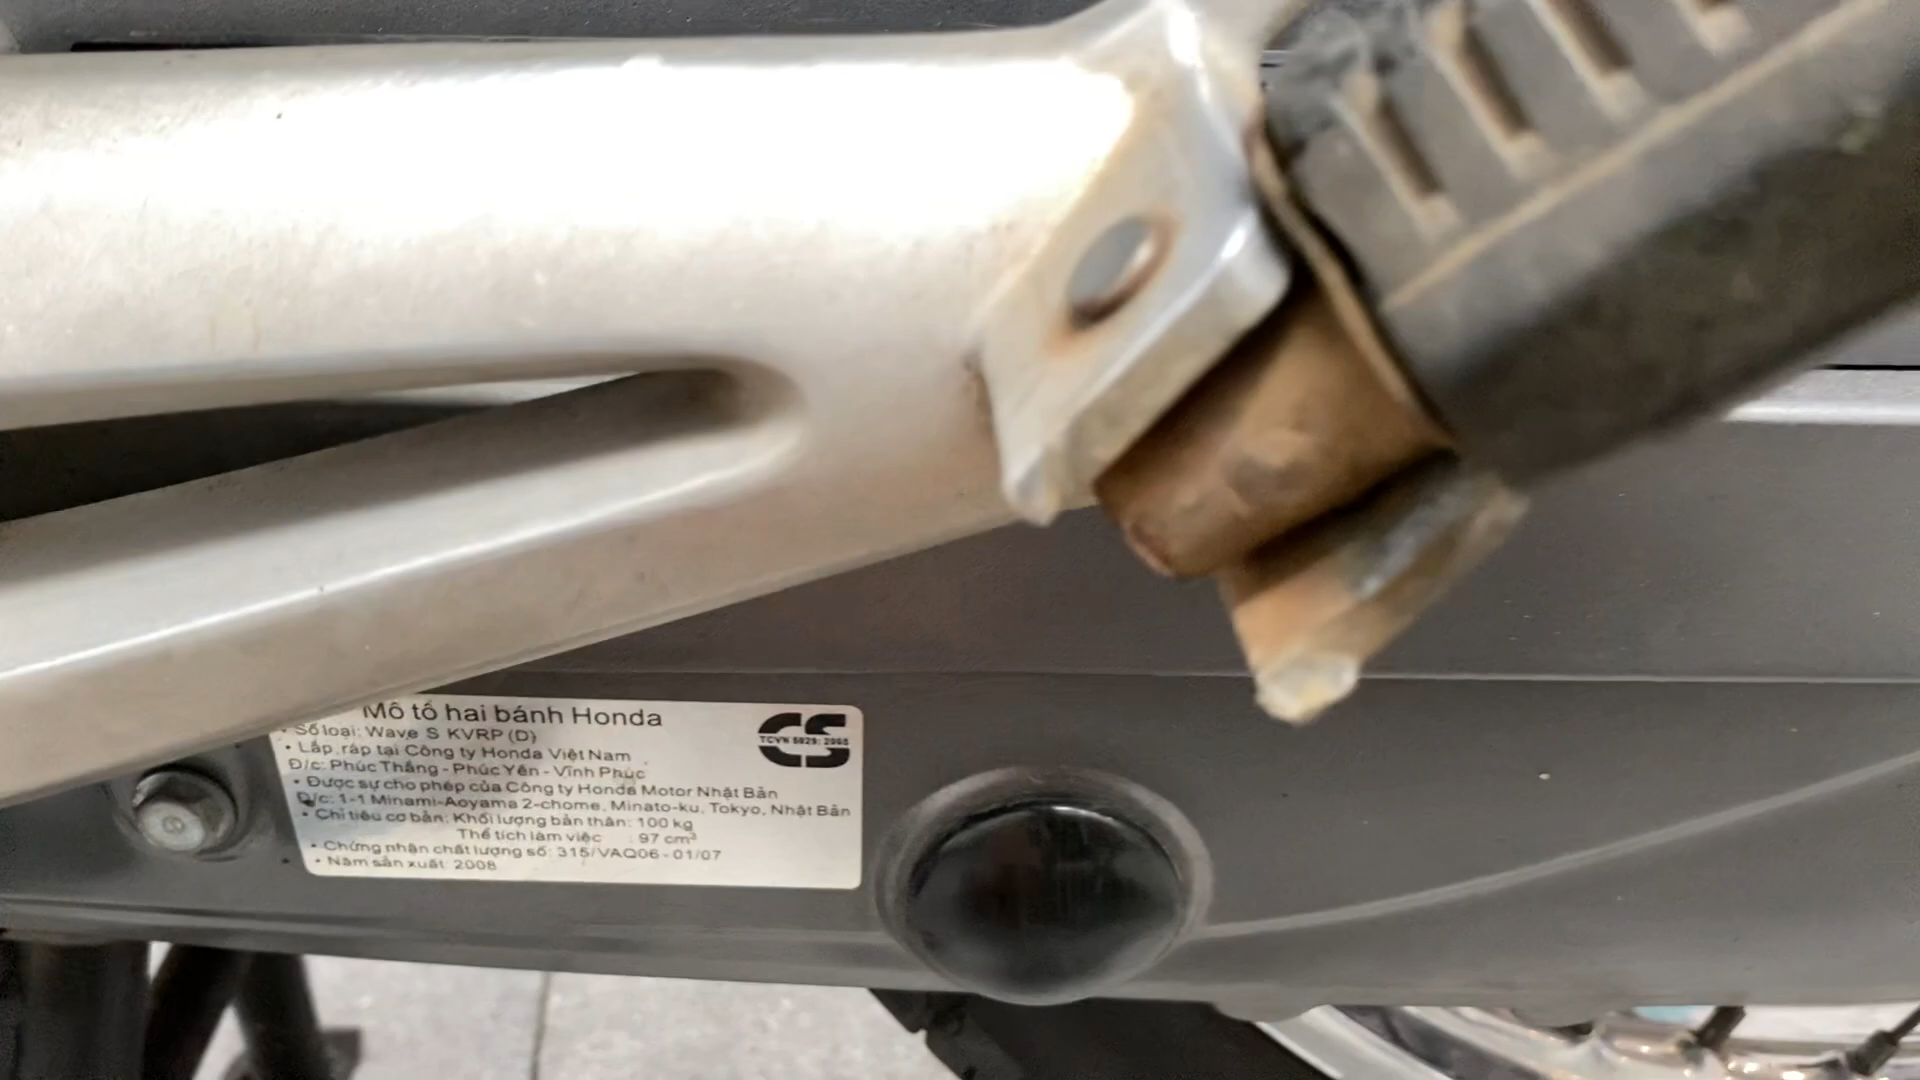 Mô tô hai bánh Honda
CS
TCVN 5929: 2005
• Số loại: Wave S KVRP (D)
• Lắp ráp tại Công ty Honda Việt Nam
Đ/c: Phúc Thắng - Phúc Yên - Vĩnh Phúc
• Được sự cho phép của Công ty Honda Motor Nhật Bản
Đ/c: 1-1 Minami-Aoyama 2-chome, Minato-ku, Tokyo, Nhật Bản
• Chỉ tiêu cơ bản: Khối lượng bản thân: 100 kg
Thể tích làm việc : 97 cm³
• Chứng nhận chất lượng số: 315/VAQ06 - 01/07
• Năm sản xuất: 2008